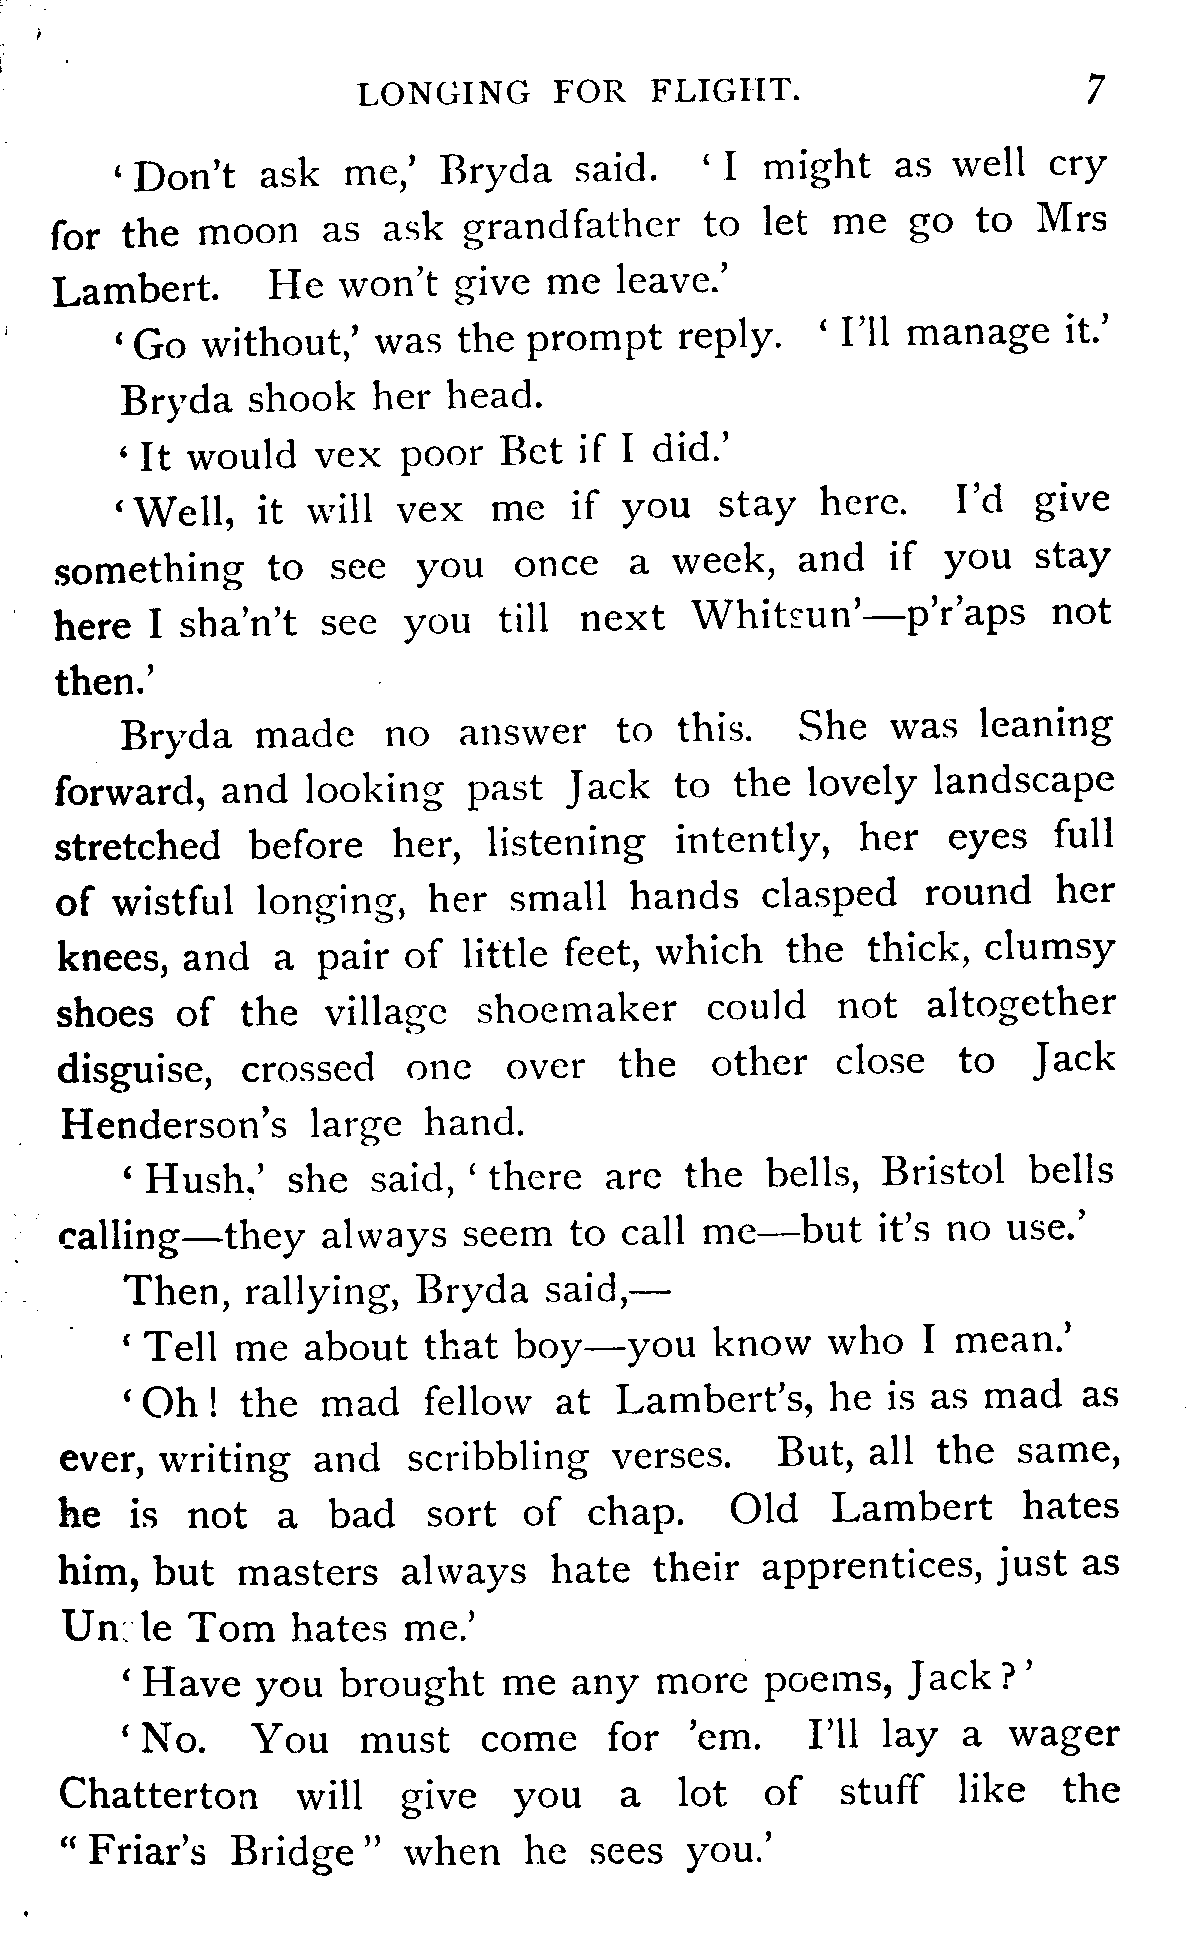 LONGING FOR FLIGHT. 7
‘ Don’t ask me,’ Bryda said. ‘ I might as well cry
for the moon as ask grandfather to let me go to Mrs
Lambert. He won’t give me leave.’
‘ Go without,’ was the prompt reply. ‘ I’ll manage it.’
Bryda shook her head.
‘ It would vex poor Bet if I did.’
‘ Well, it will vex me if you stay here. I’d give
something to see you once a week, and if you stay
here I sha’n’t see you till next Whitsun’—p’r’aps not
then.’
Bryda made no answer to this. She was leaning
forward, and looking past Jack to the lovely landscape
stretched before her, listening intently, her eyes full
of wistful longing, her small hands clasped round her
knees, and a pair of little feet, which the thick, clumsy
shoes of the village shoemaker could not altogether
disguise, crossed one over the other close to Jack
Henderson’s large hand.
‘ Hush,’ she said, ‘ there are the bells, Bristol bells
calling—they always seem to call me—but it’s no use.’
Then, rallying, Bryda said,—
‘ Tell me about that boy—you know who I mean.’
‘ Oh ! the mad fellow at Lambert’s, he is as mad as
ever, writing and scribbling verses. But, all the same,
he is not a bad sort of chap. Old Lambert hates
him, but masters always hate their apprentices, just as
Uncle Tom hates me.’
‘ Have you brought me any more poems, Jack ? ’
‘ No. You must come for ’em. I’ll lay a wager
Chatterton will give you a lot of stuff like the
“ Friar’s Bridge ” when he sees you.’